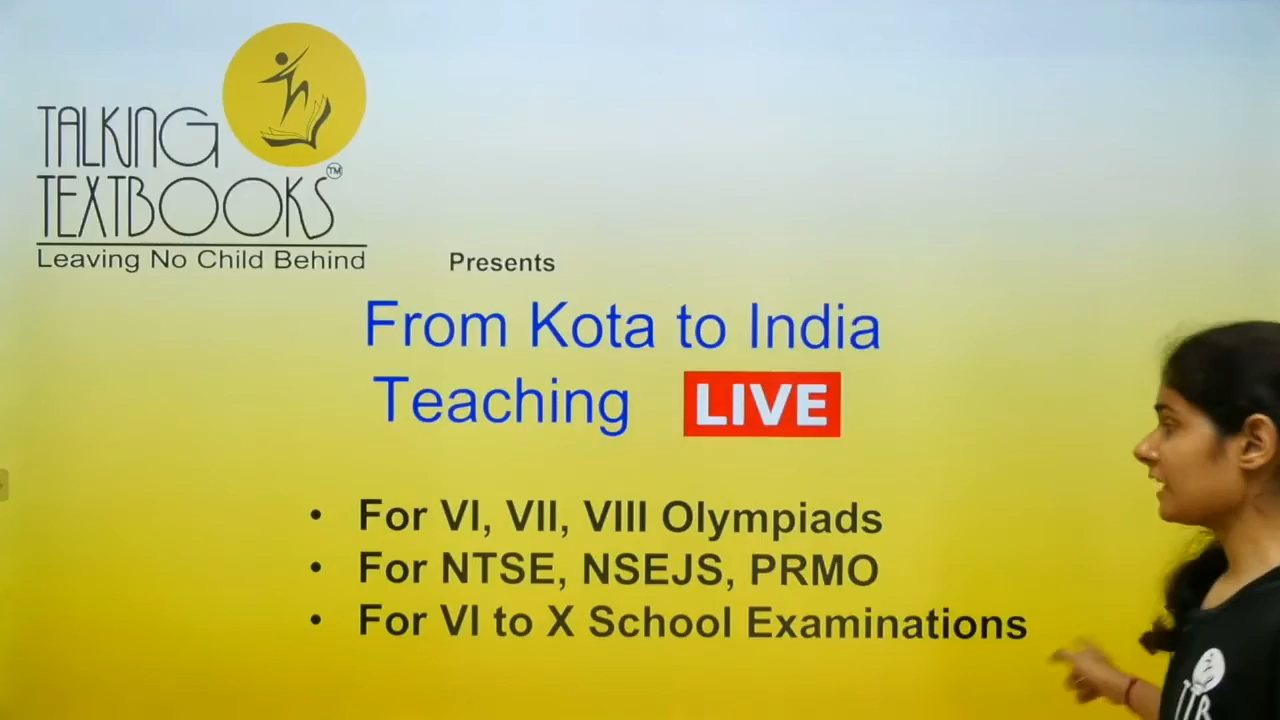 TALKING
TEXTBOOKS™
Leaving No Child Behind
Presents
From Kota to India
Teaching LIVE
• For VI, VII, VIII Olympiads
• For NTSE, NSEJS, PRMO
• For VI to X School Examinations
TTB